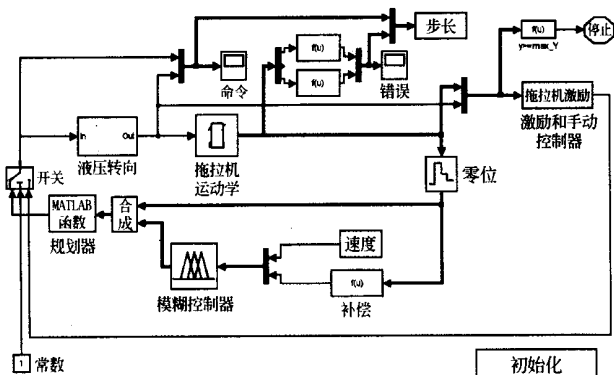 f(u)
y>=max_Y
停止
步长
f(u)
f(u)
命令
错误
In
Out
液压转向
拖拉机
运动学
拖拉机激励
激励和手动
控制器
开关
零位
MATLAB
函数
规划器
合成
模糊控制器
速度
f(u)
补偿
1
常数
初始化